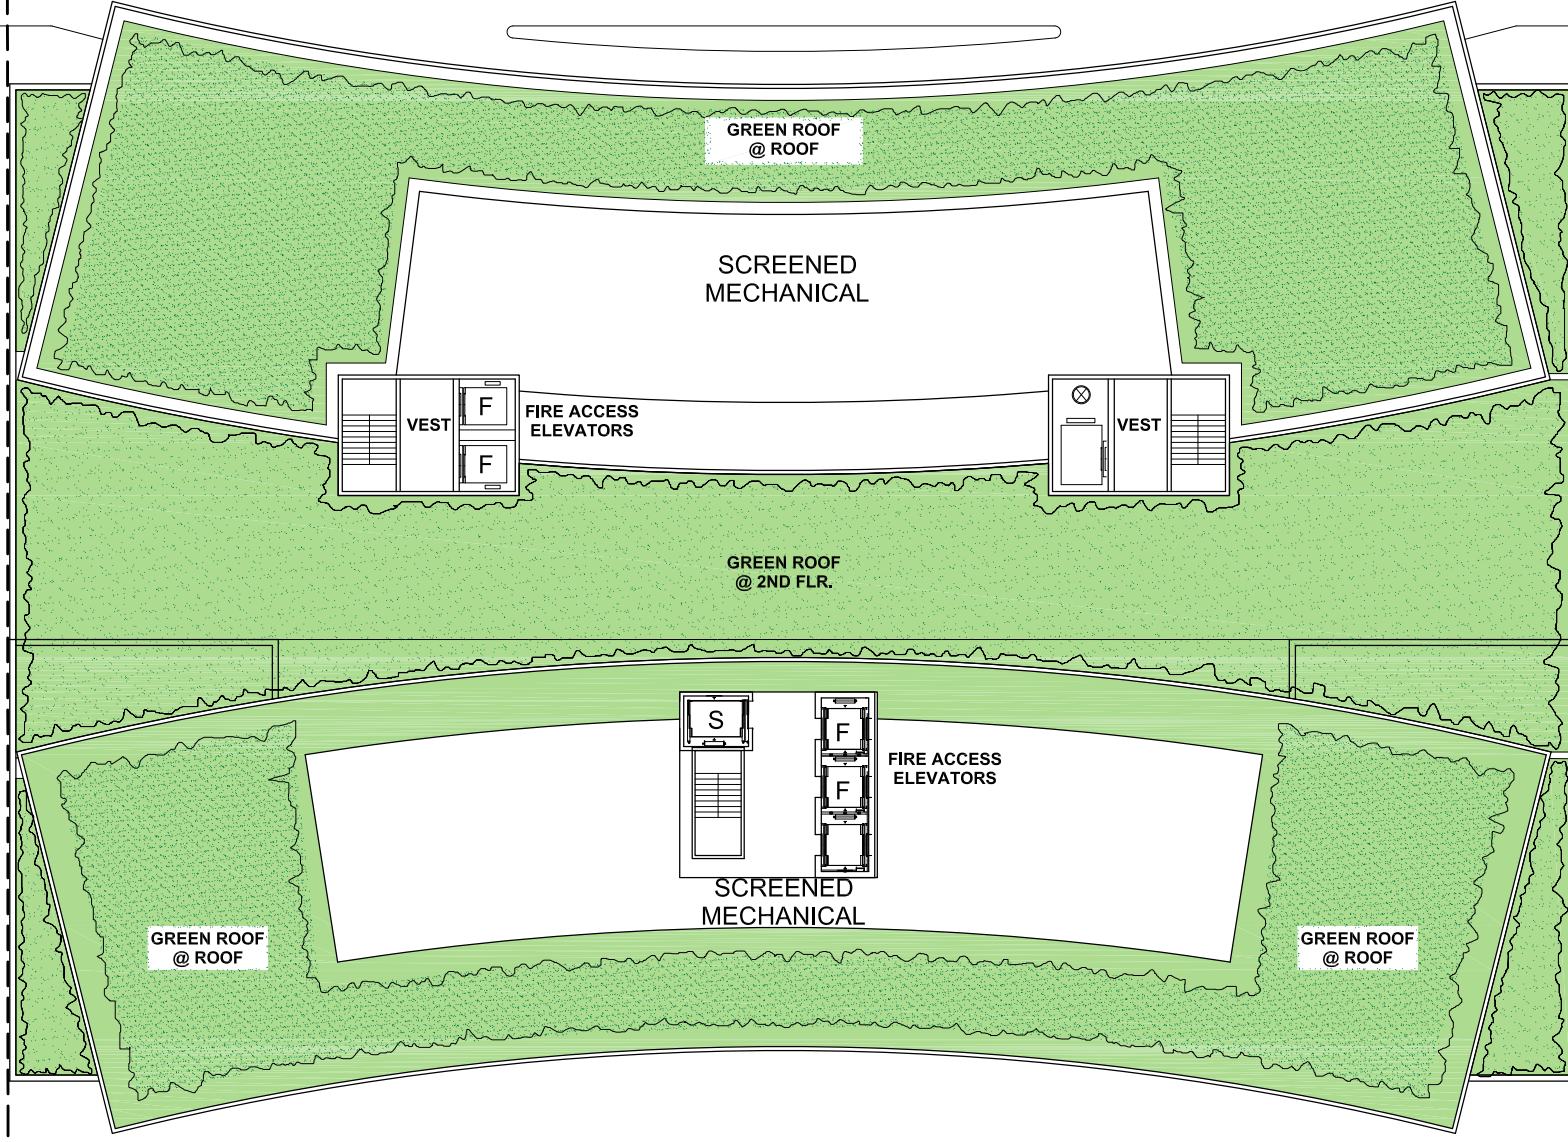 GREEN ROOF
@ ROOF
SCREENED
MECHANICAL
VEST
F
F
FIRE ACCESS
ELEVATORS
VEST
GREEN ROOF
@ 2ND FLR.
S
F
F
FIRE ACCESS
ELEVATORS
SCREENED
MECHANICAL
GREEN ROOF
@ ROOF
GREEN ROOF
@ ROOF